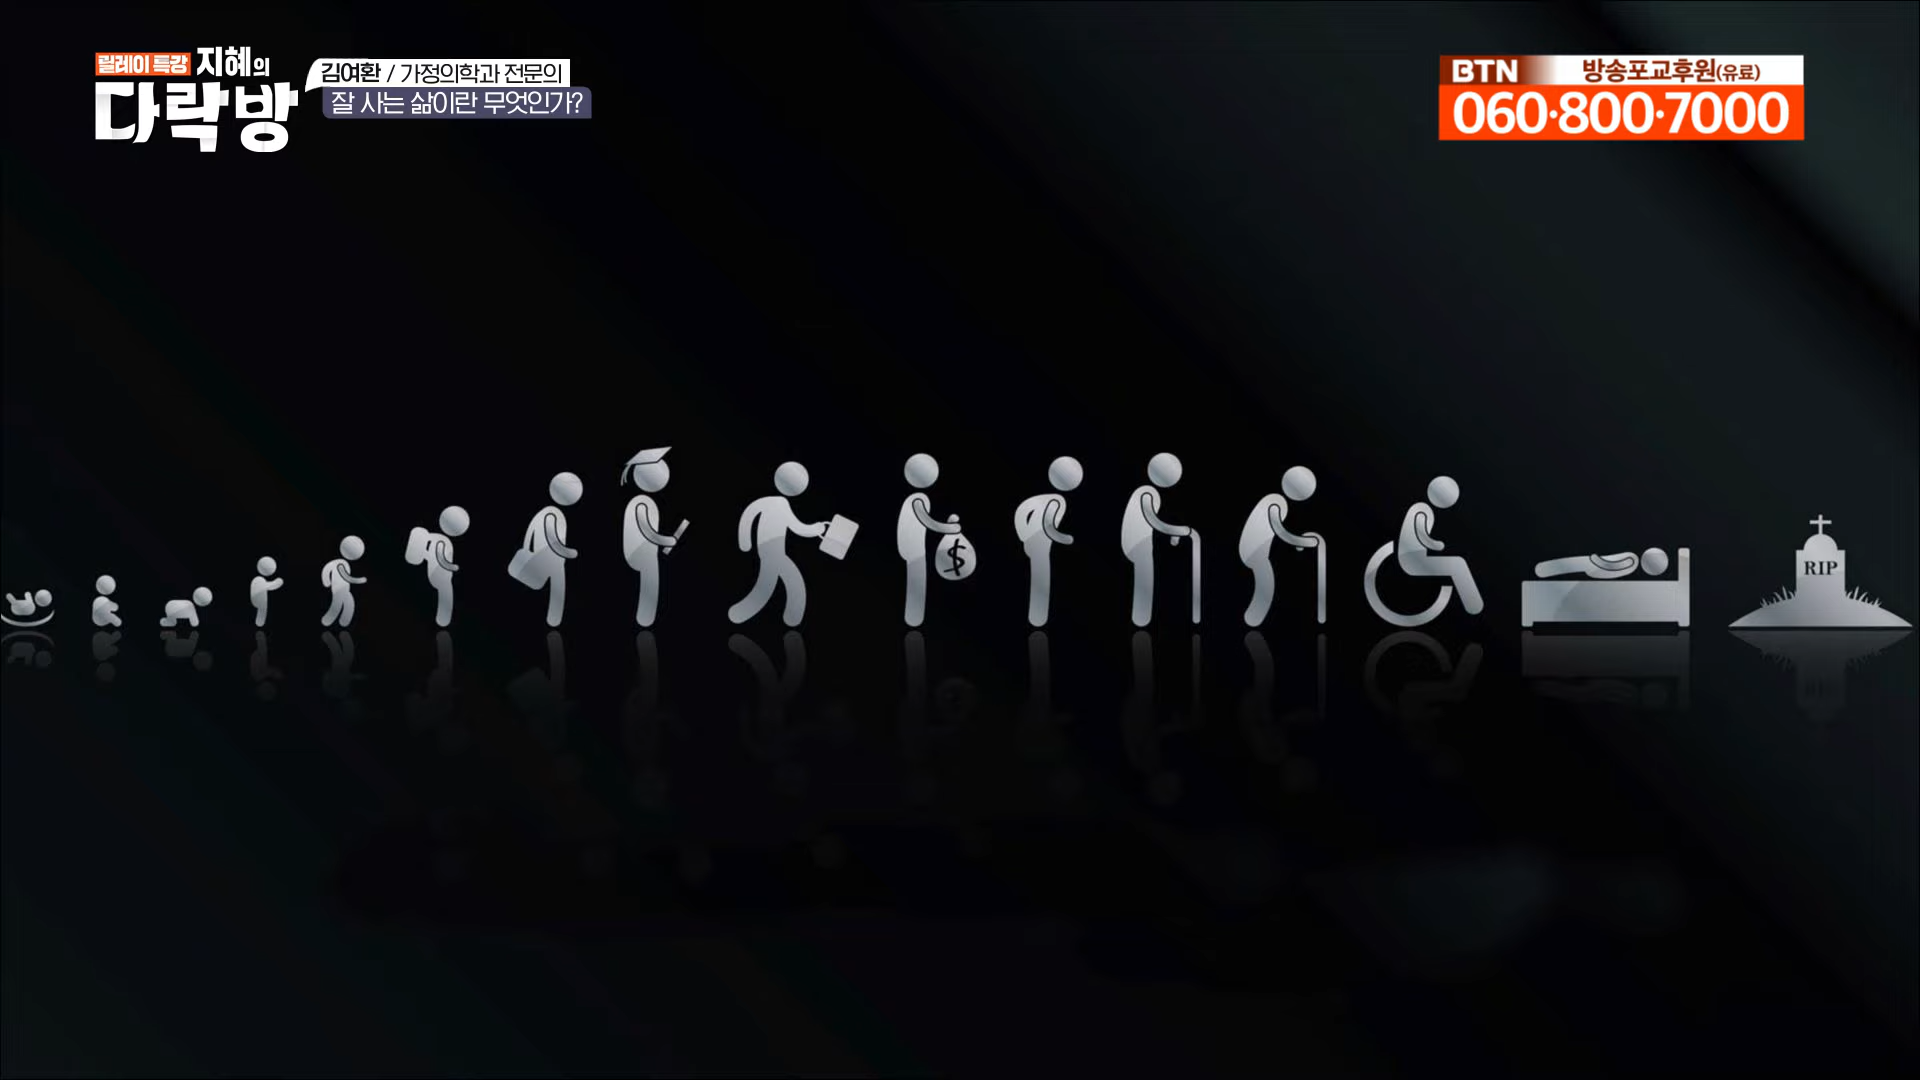 릴레이 특강 지혜의
다락방
김여환 / 가정의학과 전문의
잘 사는 삶이란 무엇인가?
BTN 방송포교후원(유료)
060·800·7000
$
RIP